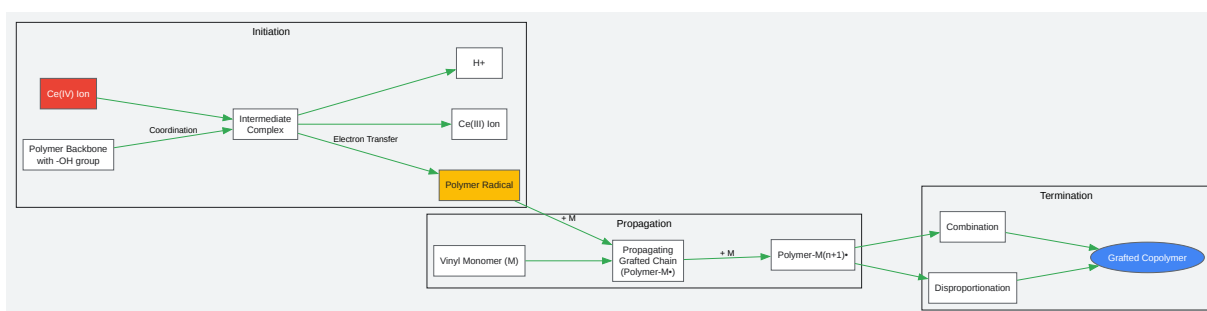 Initiation
Ce(IV) Ion
Polymer Backbone
with -OH group
Coordination
Intermediate
Complex
H+
Ce(III) Ion
Electron Transfer
Polymer Radical
+ M
Propagation
Vinyl Monomer (M)
Propagating
Grafted Chain
(Polymer-M•)
+ M
Polymer-M(n+1)•
Termination
Combination
Disproportionation
Grafted Copolymer